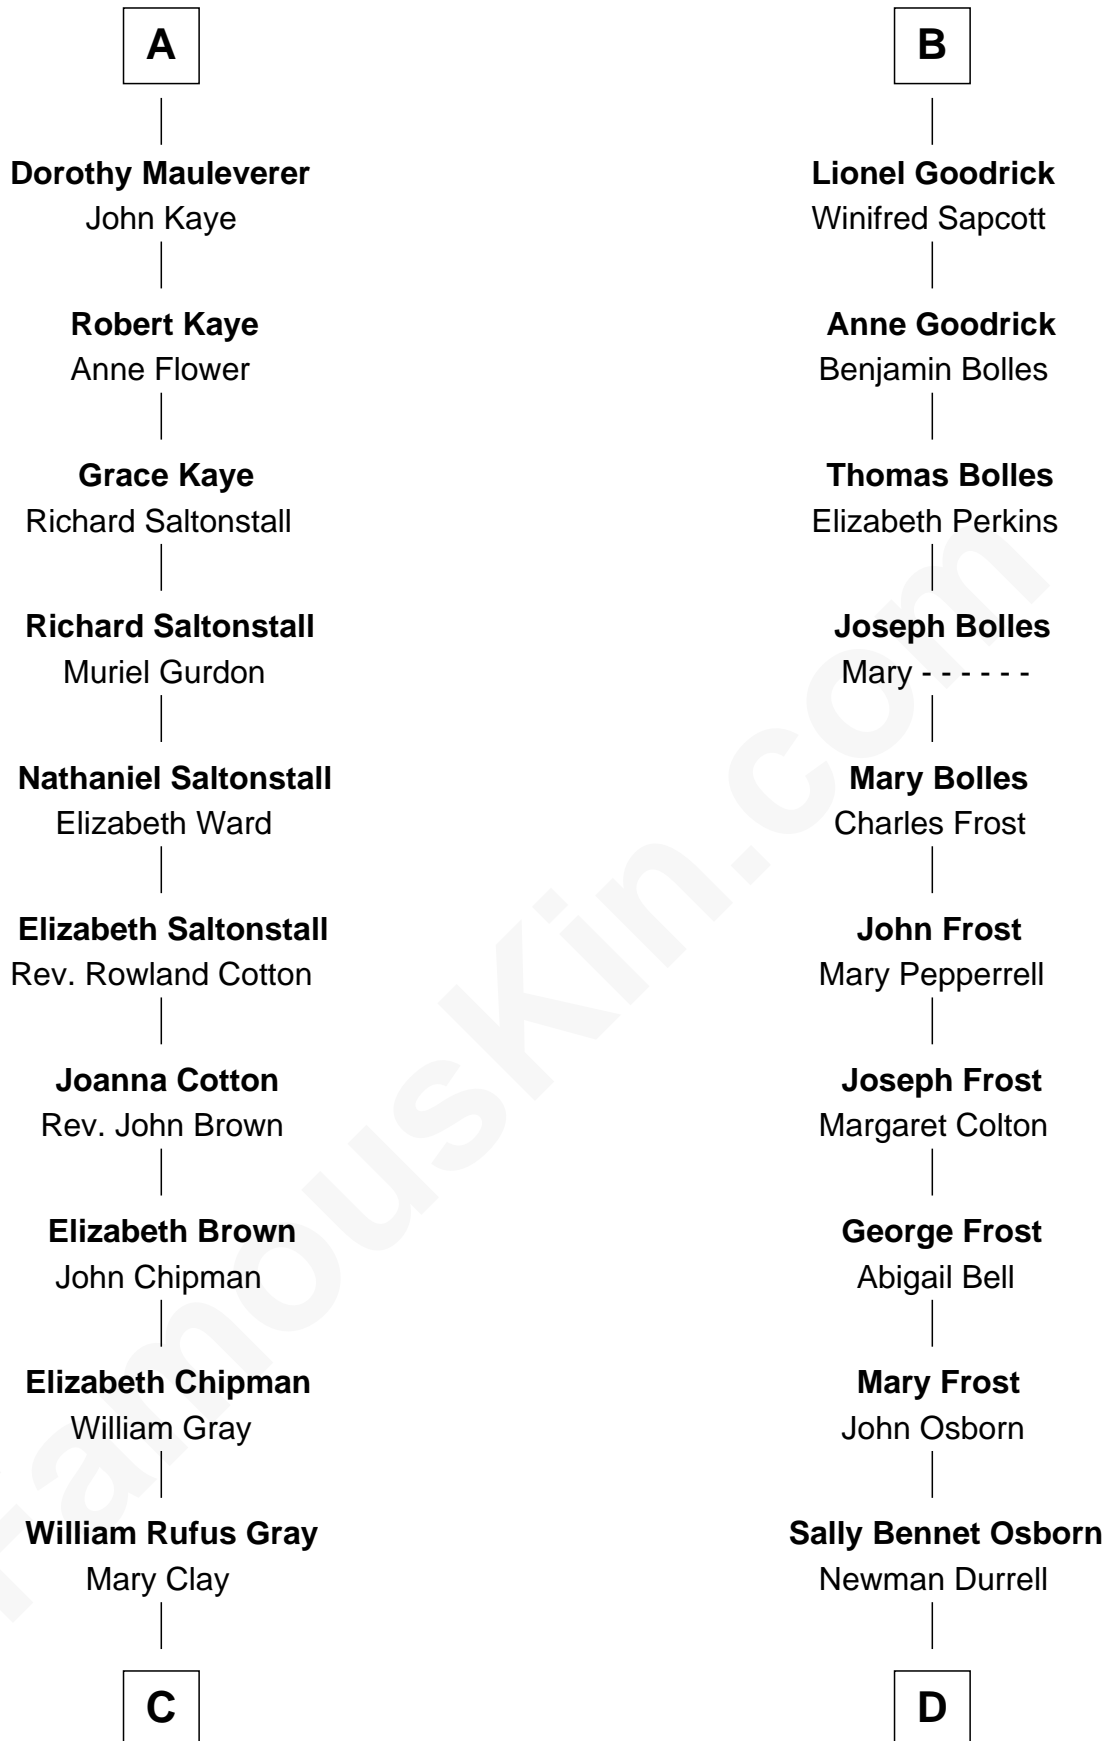 A
Dorothy Mauleverer
John Kaye
Robert Kaye
Anne Flower
Grace Kaye
Richard Saltonstall
Richard Saltonstall
Muriel Gurdon
Nathaniel Saltonstall
Elizabeth Ward
Elizabeth Saltonstall
Rev. Rowland Cotton
Joanna Cotton
Rev. John Brown
Elizabeth Brown
John Chipman
Elizabeth Chipman
William Gray
William Rufus Gray
Mary Clay
C
B
Lionel Goodrick
Winifred Sapcott
Anne Goodrick
Benjamin Bolles
Thomas Bolles
Elizabeth Perkins
Joseph Bolles
Mary - - - - - -
Mary Bolles
Charles Frost
John Frost
Mary Pepperrell
Joseph Frost
Margaret Colton
George Frost
Abigail Bell
Mary Frost
John Osborn
Sally Bennet Osborn
Newman Durrell
D
FamousKin.com